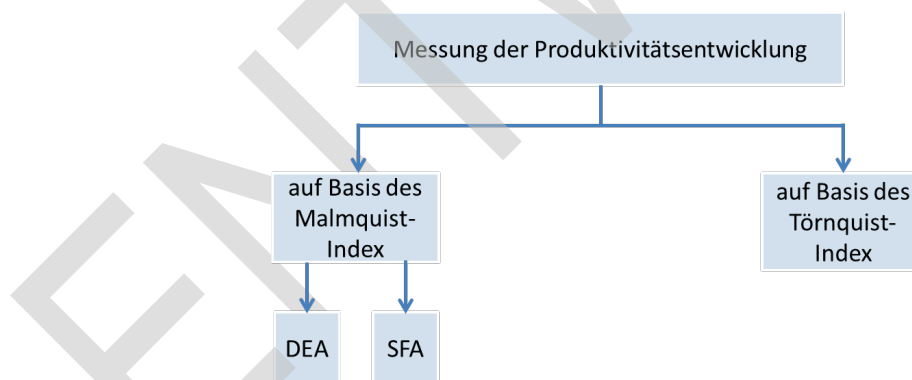 Messung der Produktivitätsentwicklung
auf Basis des
Malmquist-
Index
auf Basis des
Törnquist-
Index
DEA
SFA